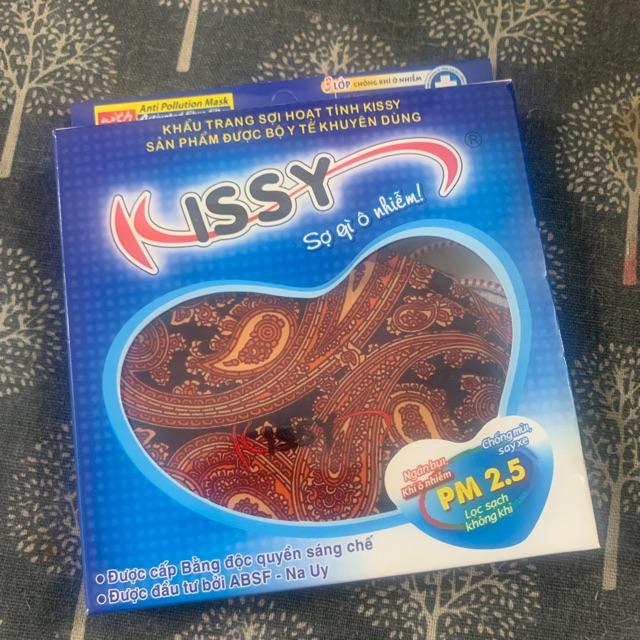 3 LỚP CHỐNG KHÍ Ô NHIỄM
Anti Pollution Mask
KHẨU TRANG SỢI HOẠT TÍNH KISSY
SẢN PHẨM ĐƯỢC BỘ Y TẾ KHUYÊN DÙNG
KISSY®
Sợ gì ô nhiễm!
KISSY
Ngăn bụi,
Khí ô nhiễm
Chống mùi,
say xe
PM 2.5
Lọc sạch
không khí
• Được cấp Bằng độc quyền sáng chế
• Được đầu tư bởi ABSF - Na Uy